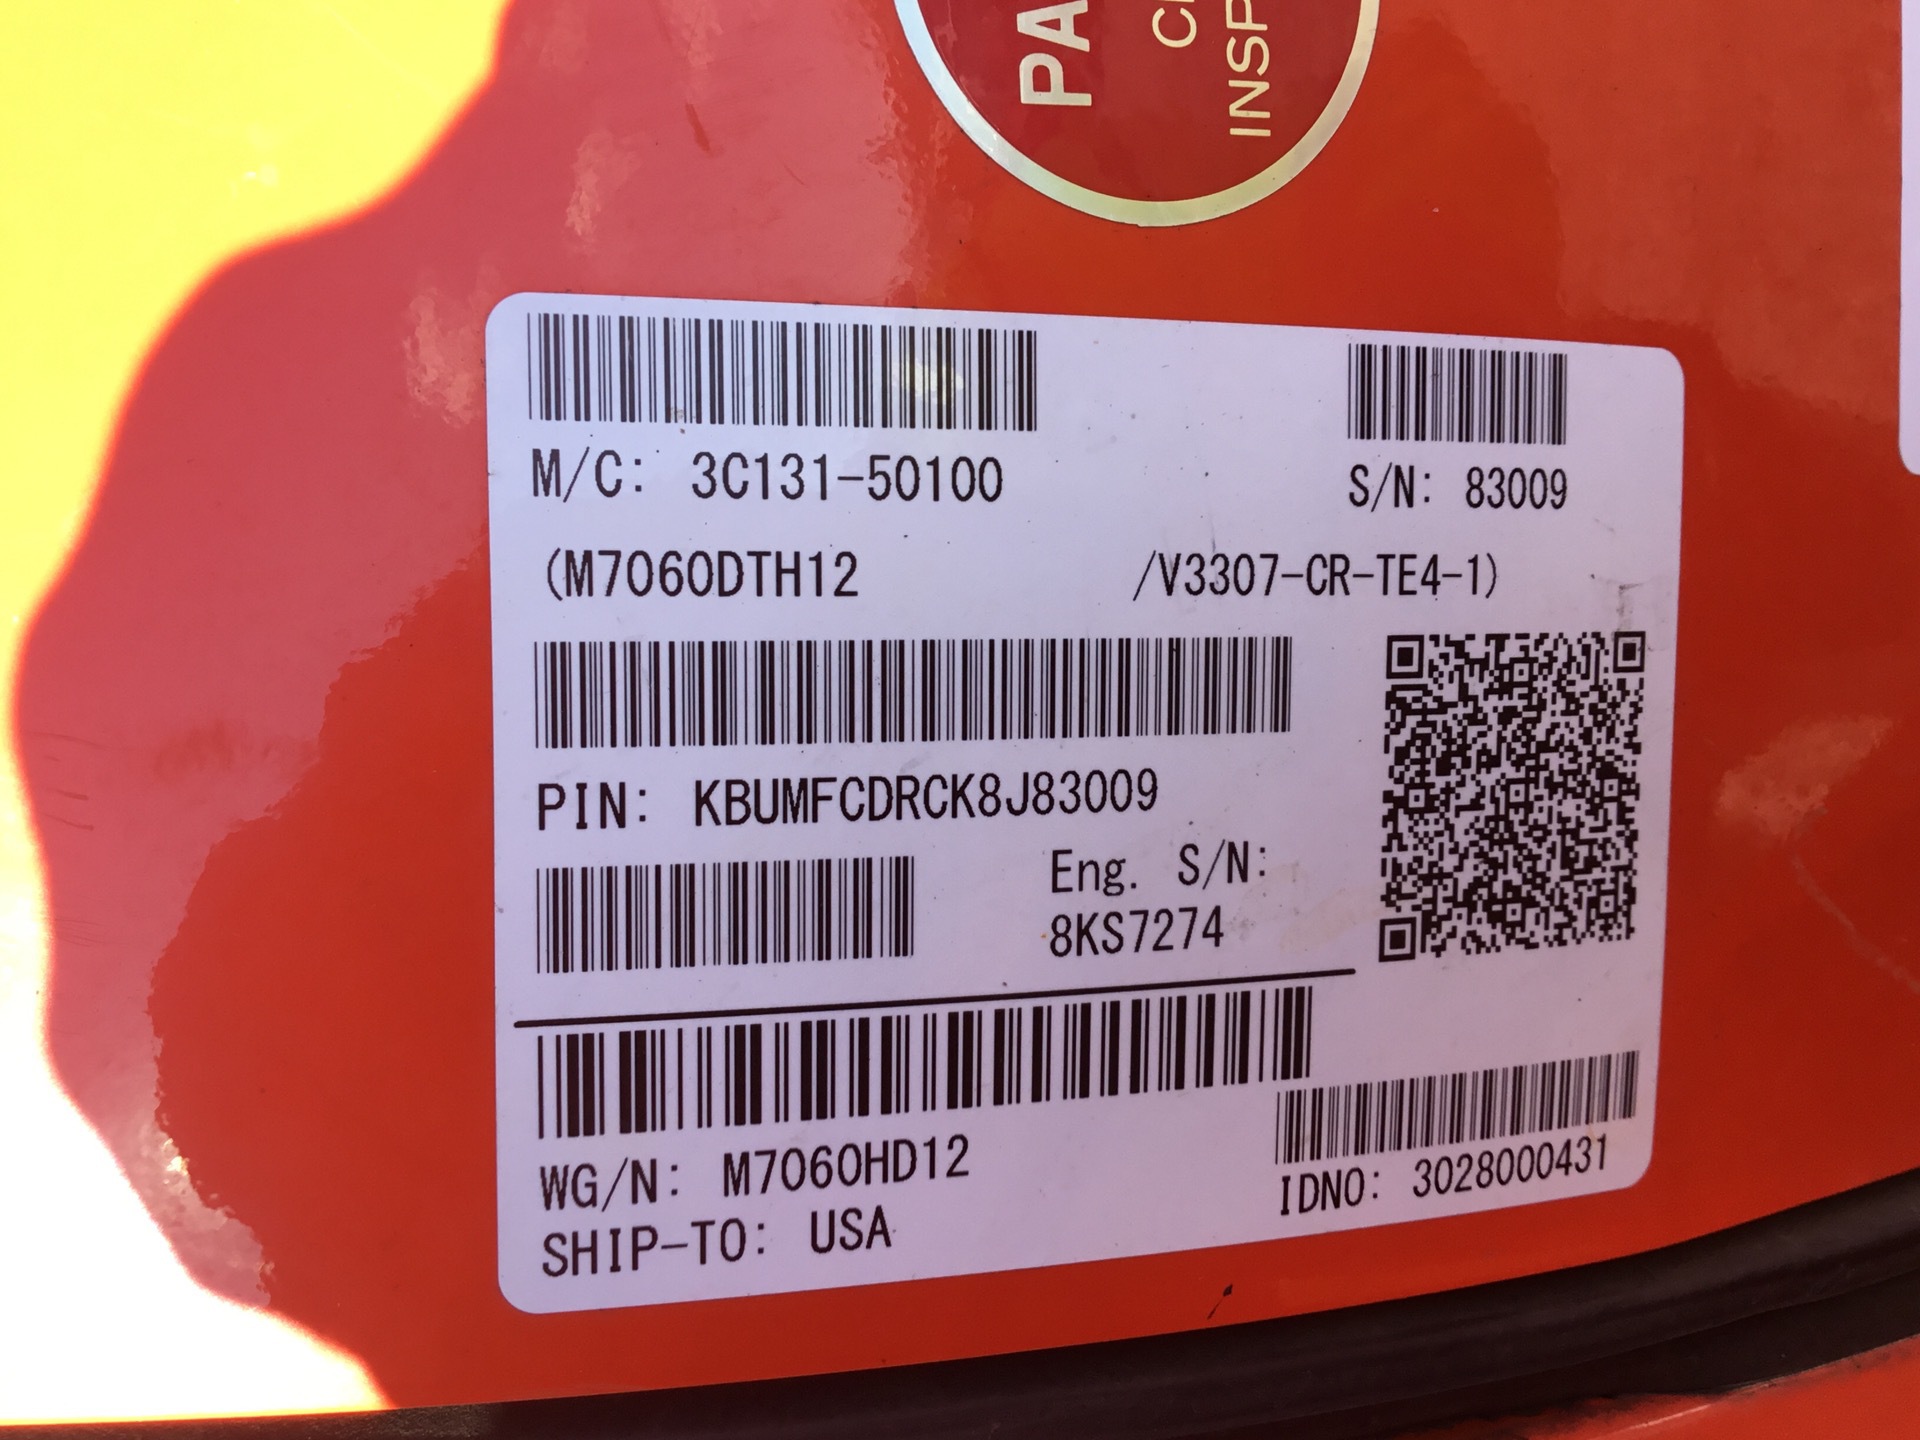 PA
INSP
M/C: 3C131-50100
S/N: 83009
(M7060DTH12 /V3307-CR-TE4-1)
PIN: KBUMFCDRCK8J83009
Eng. S/N:
8KS7274
WG/N: M7060HD12
IDNO: 3028000431
SHIP-TO: USA